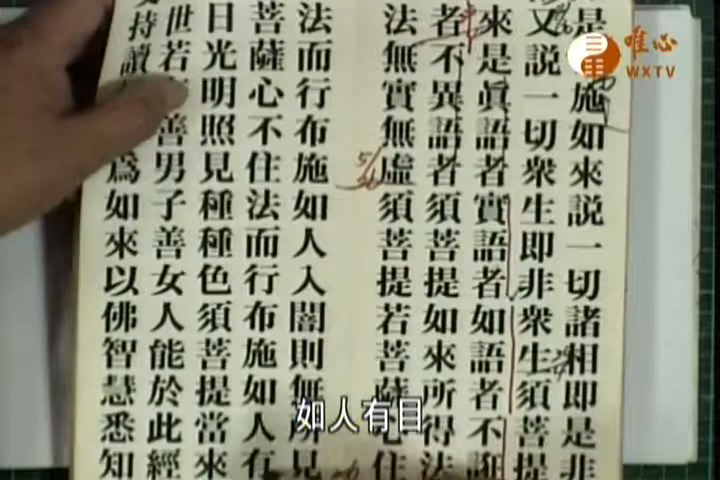 唯心
WXTV
是施如來說一切諸相即是非
又說一切眾生即非眾生須菩提
來是真語者實語者如語者不誑
者不異語者須菩提如來所得法
法無實無虛須菩提若菩薩心住
法而行布施如人入闇則無所見
菩薩心不住法而行布施如人有
日光明照見種種色須菩提當來
世若善男子善女人能於此經
持讀為如來以佛智慧悉知
如人有目